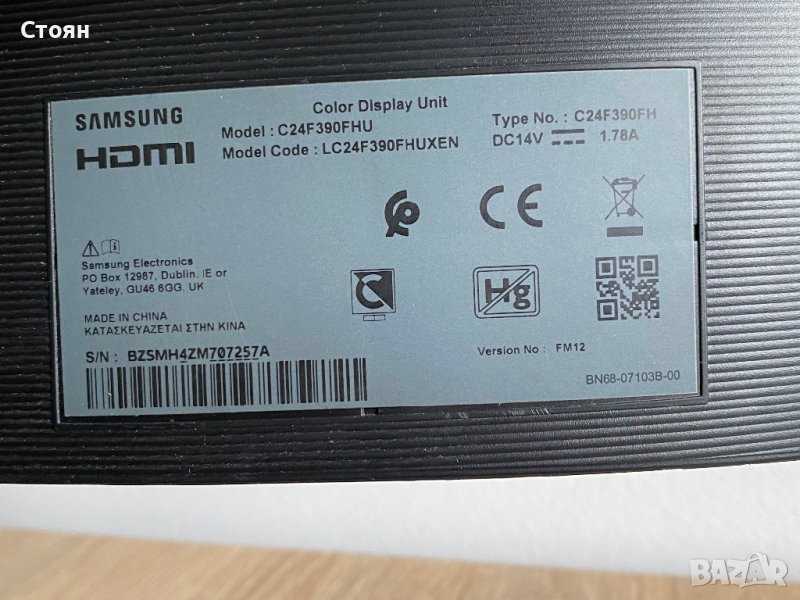 Стоян
SAMSUNG
HDMI
Color Display Unit
Model : C24F390FHU
Model Code : LC24F390FHUXEN
Type No. : C24F390FH
DC14V 1.78A
CE
Samsung Electronics
PO Box 12987, Dublin. IE or
Yateley, GU46 6GG. UK
Hg
MADE IN CHINA
ΚΑΤΑΣΚΕΥΑΖΕΤΑΙ ΣΤΗΝ ΚΙΝΑ
S/N : BZSMH4ZM707257A
Version No : FM12
BN68-07103B-00
BAZAR